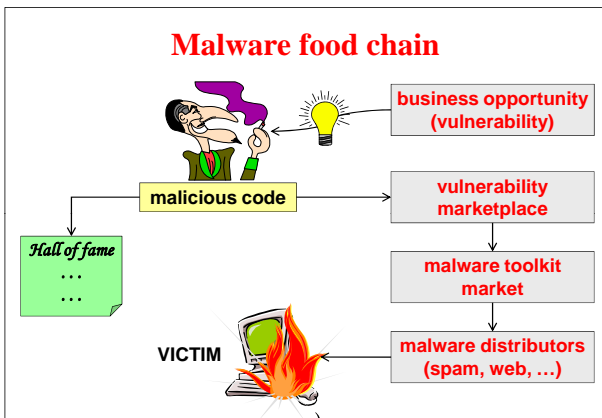 Malware food chain
business opportunity
(vulnerability)
malicious code
vulnerability
marketplace
Hall of fame
...
...
malware toolkit
market
VICTIM
malware distributors
(spam, web, ...)